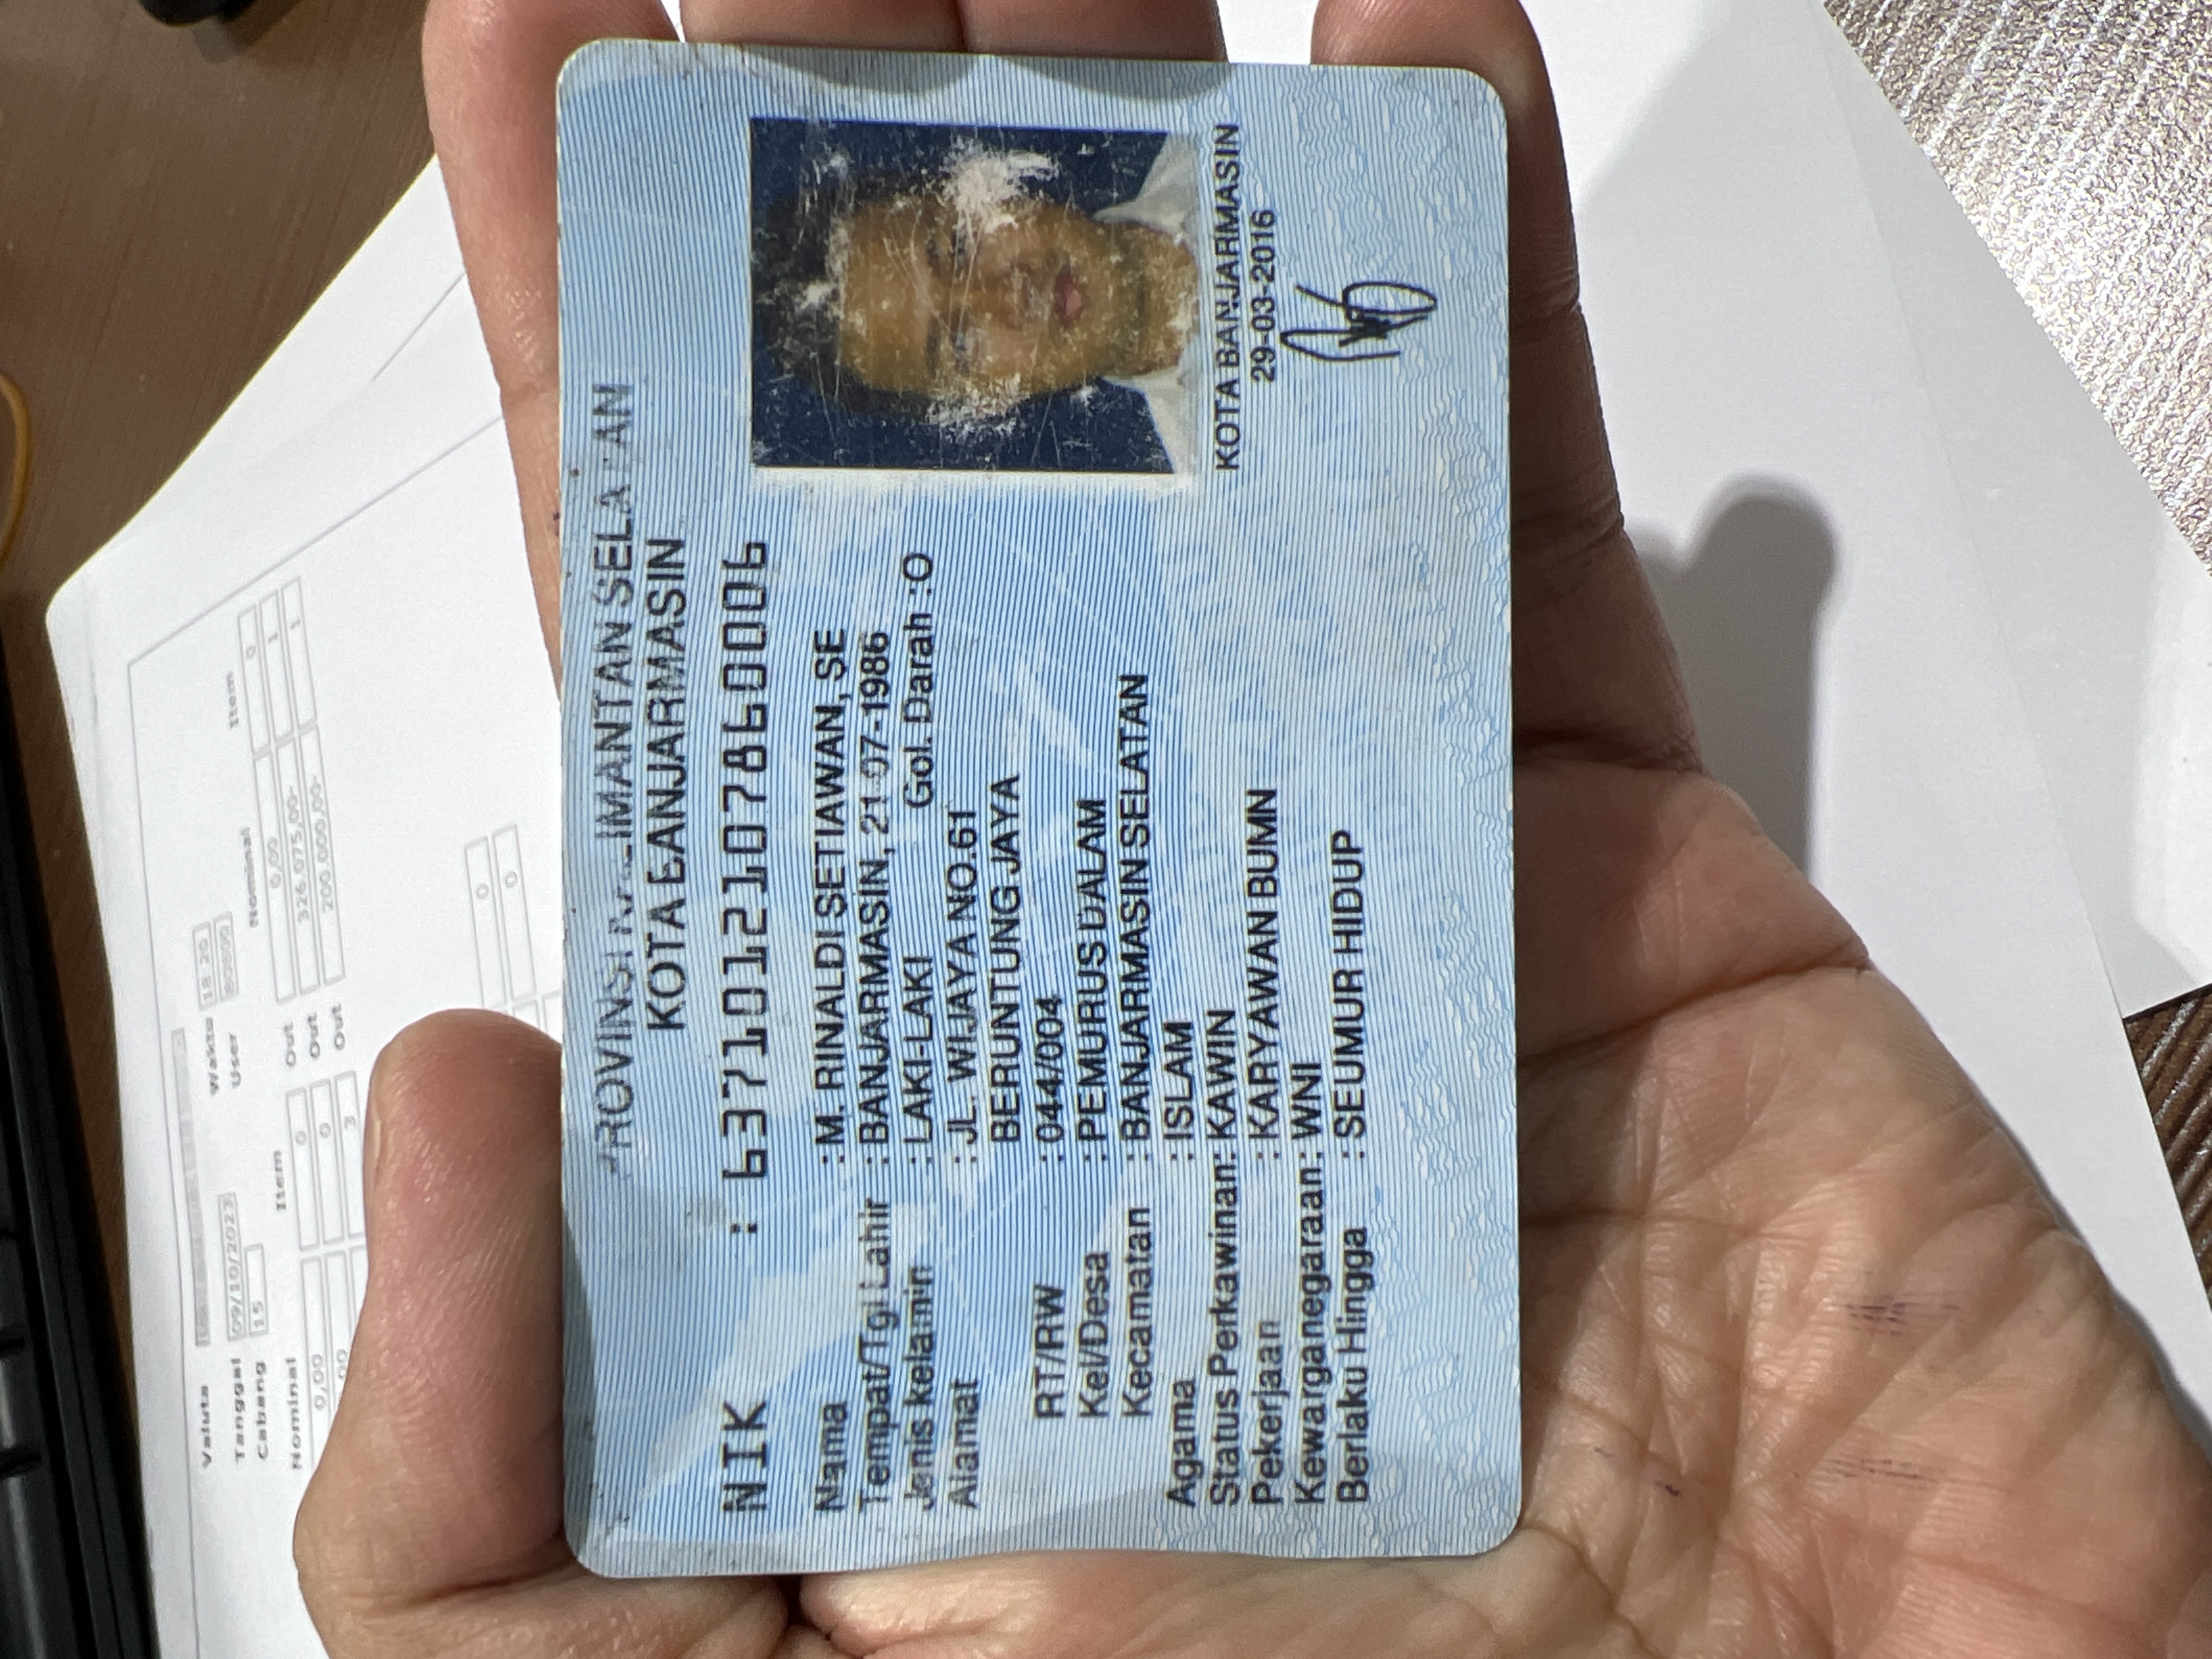 Valuta
Tanggal 09/10/2023 Waktu 18:20
Cabang 15 User
Nominal Item Nominal Item
0,00 0 Out 0,00 0
00 0 Out 326.075,00- 1
3 Out 200.000,00- 1
0
0
PROVINSI KALIMANTAN SELATAN
KOTA BANJARMASIN
NIK : 6371012107860006
Nama : M. RINALDI SETIAWAN, SE
Tempat/Tgl Lahir : BANJARMASIN, 21-07-1986
Jenis kelamin : LAKI-LAKI Gol. Darah :O
Alamat : JL. WIJAYA NO.61
BERUNTUNG JAYA
RT/RW : 044/004
Kel/Desa : PEMURUS DALAM
Kecamatan : BANJARMASIN SELATAN
Agama : ISLAM
Status Perkawinan: KAWIN
Pekerjaan : KARYAWAN BUMN
Kewarganegaraan: WNI
Berlaku Hingga : SEUMUR HIDUP
KOTA BANJARMASIN
29-03-2016